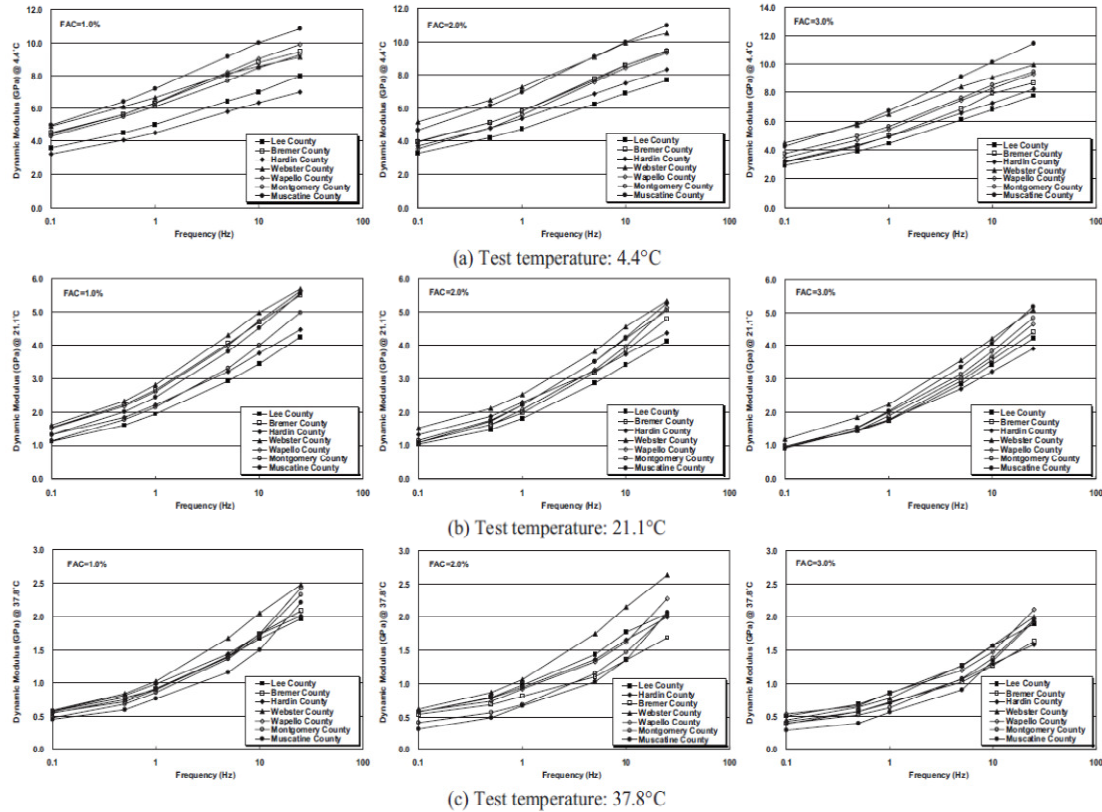 FAC=1.0%
Dynamic Modulus (GPa) @ 4.4°C
12.0
10.0
8.0
6.0
4.0
2.0
0.0
Lee County
Bremer County
Hardin County
Webster County
Wapello County
Montgomery County
Muscatine County
0.1 1 10 100
Frequency (Hz)
FAC=2.0%
Dynamic Modulus (GPa) @ 4.4°C
12.0
10.0
8.0
6.0
4.0
2.0
0.0
Lee County
Bremer County
Hardin County
Webster County
Wapello County
Montgomery County
Muscatine County
0.1 1 10 100
Frequency (Hz)
FAC=3.0%
Dynamic Modulus (GPa) @ 4.4°C
14.0
12.0
10.0
8.0
6.0
4.0
2.0
0.0
Lee County
Bremer County
Hardin County
Webster County
Wapello County
Montgomery County
Muscatine County
0.1 1 10 100
Frequency (Hz)
(a) Test temperature: 4.4°C
FAC=1.0%
Dynamic Modulus (GPa) @ 21.1°C
6.0
5.0
4.0
3.0
2.0
1.0
0.0
Lee County
Bremer County
Hardin County
Webster County
Wapello County
Montgomery County
Muscatine County
0.1 1 10 100
Frequency (Hz)
FAC=2.0%
Dynamic Modulus (GPa) @ 21.1°C
6.0
5.0
4.0
3.0
2.0
1.0
0.0
Lee County
Bremer County
Hardin County
Webster County
Wapello County
Montgomery County
Muscatine County
0.1 1 10 100
Frequency (Hz)
FAC=3.0%
Dynamic Modulus (GPa) @ 21.1°C
6.0
5.0
4.0
3.0
2.0
1.0
0.0
Lee County
Bremer County
Hardin County
Webster County
Wapello County
Montgomery County
Muscatine County
0.1 1 10 100
Frequency (Hz)
(b) Test temperature: 21.1°C
FAC=1.0%
Dynamic Modulus (GPa) @ 37.8°C
3.0
2.5
2.0
1.5
1.0
0.5
0.0
Lee County
Bremer County
Hardin County
Webster County
Wapello County
Montgomery County
Muscatine County
0.1 1 10 100
Frequency (Hz)
FAC=2.0%
Dynamic Modulus (GPa) @ 37.8°C
3.0
2.5
2.0
1.5
1.0
0.5
0.0
Lee County
Hardin County
Bremer County
Webster County
Wapello County
Montgomery County
Muscatine County
0.1 1 10 100
Frequency (Hz)
FAC=3.0%
Dynamic Modulus (GPa) @ 37.8°C
3.0
2.5
2.0
1.5
1.0
0.5
0.0
Lee County
Bremer County
Hardin County
Webster County
Wapello County
Montgomery County
Muscatine County
0.1 1 10 100
Frequency (Hz)
(c) Test temperature: 37.8°C